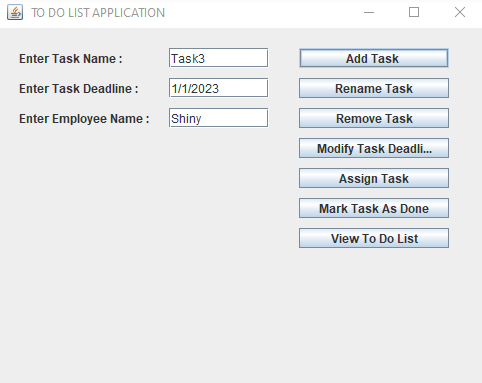 TO DO LIST APPLICATION
Enter Task Name : Task3 Add Task
Enter Task Deadline : 1/1/2023 Rename Task
Enter Employee Name : Shiny Remove Task
Modify Task Deadli...
Assign Task
Mark Task As Done
View To Do List